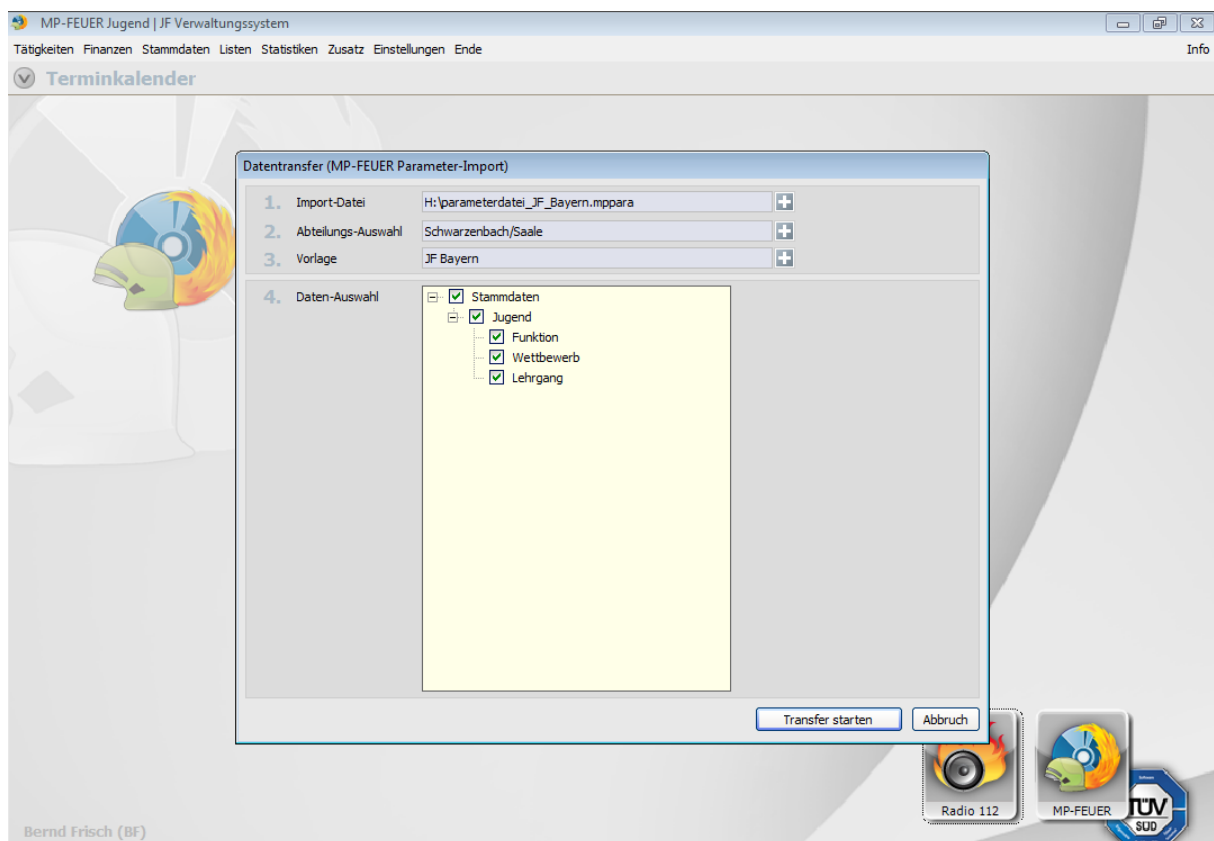 MP-FEUER Jugend | JF Verwaltungssystem
Tätigkeiten Finanzen Stammdaten Listen Statistiken Zusatz Einstellungen Ende Info
Terminkalender
Datentransfer (MP-FEUER Parameter-Import)
1. Import-Datei H:\parameterdatei_JF_Bayern.mppara
2. Abteilungs-Auswahl Schwarzenbach/Saale
3. Vorlage JF Bayern
4. Daten-Auswahl Stammdaten
Jugend
Funktion
Wettbewerb
Lehrgang
Transfer starten Abbruch
Radio 112 MP-FEUER
TÜV
SÜD
Bernd Frisch (BF)